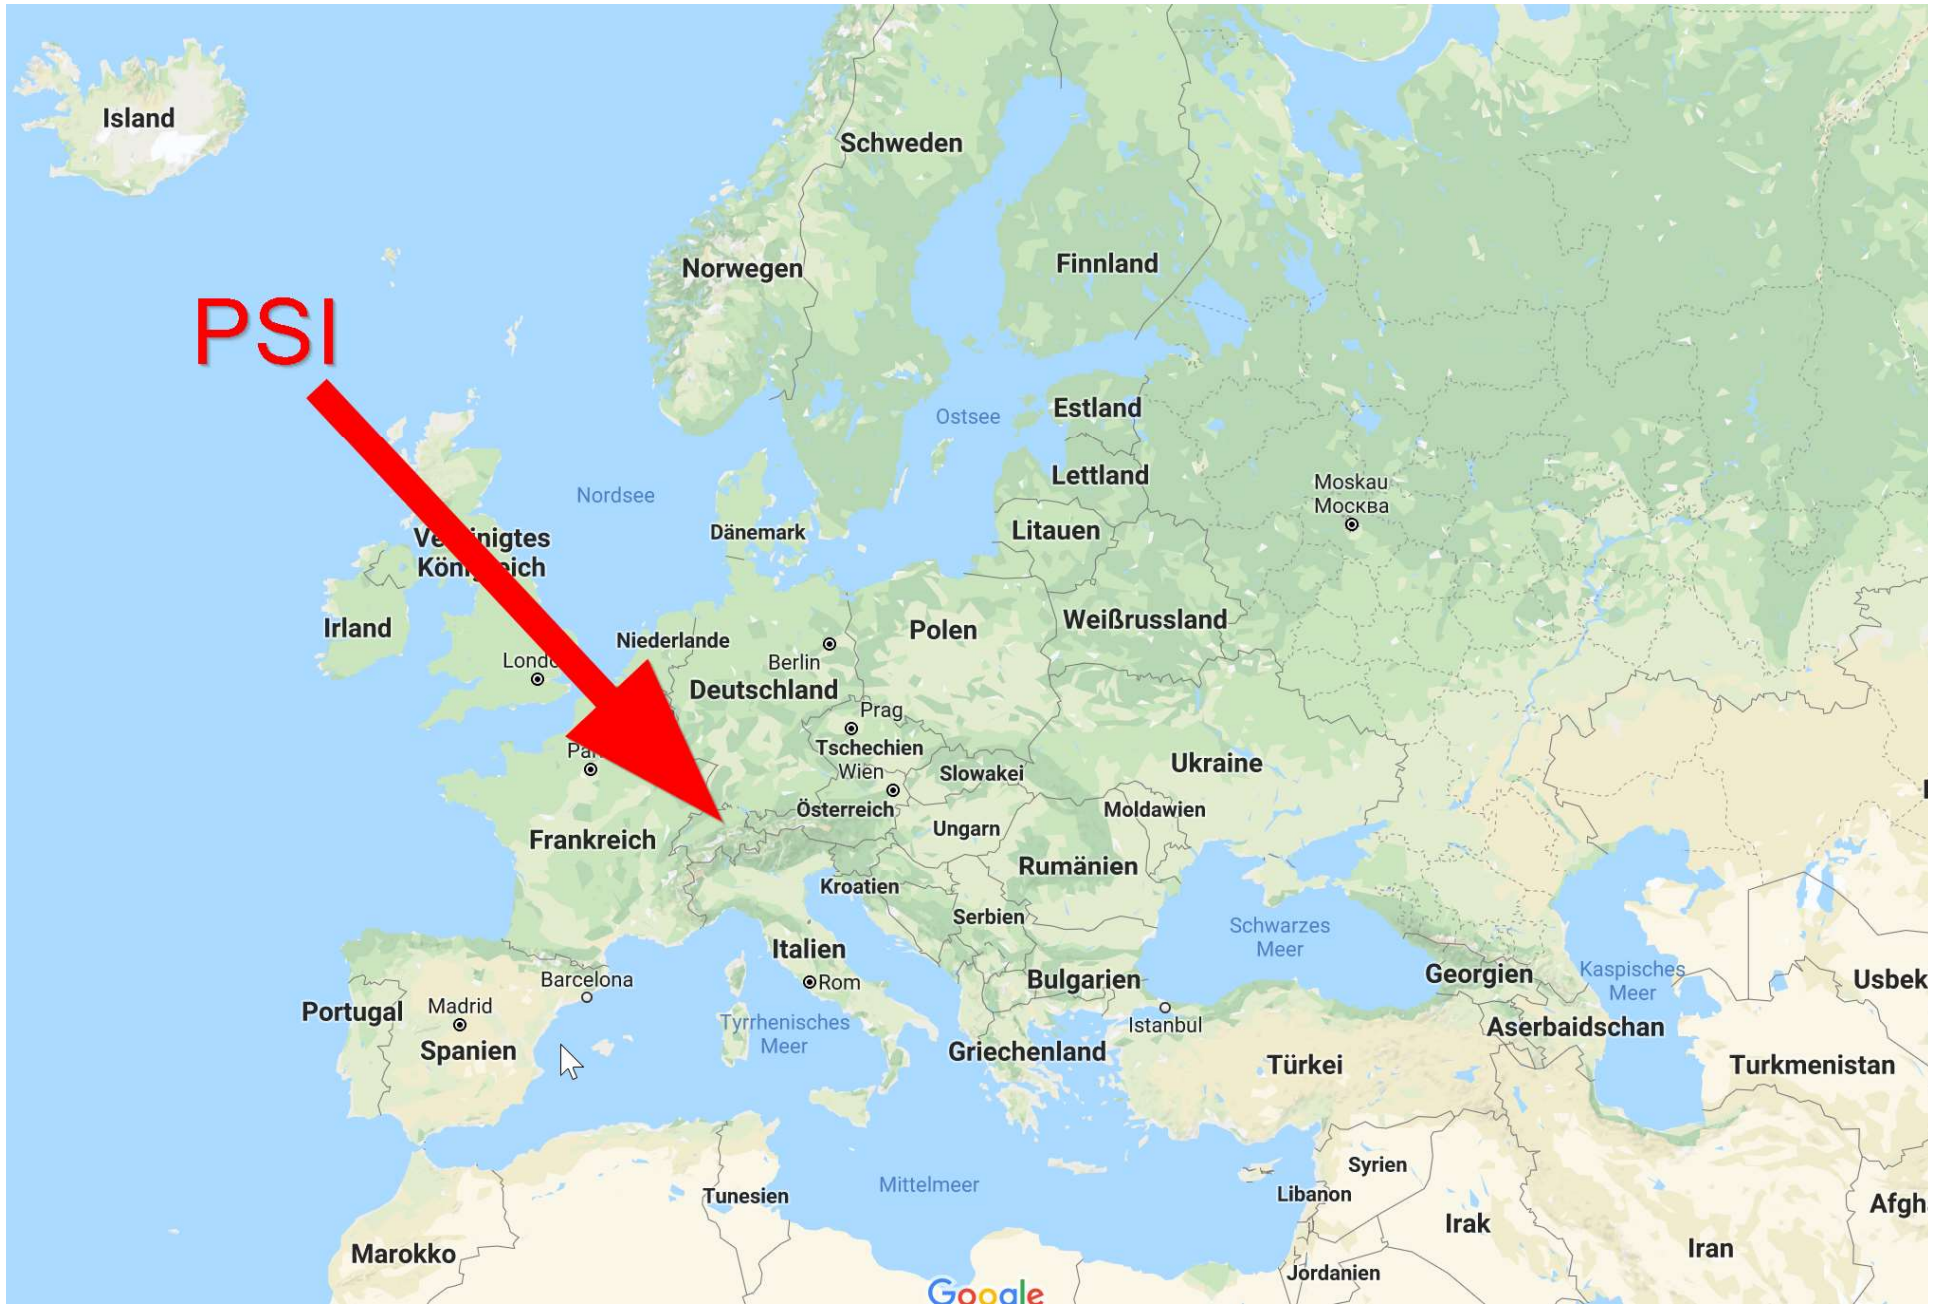 Island
Schweden
Norwegen
Finnland
PSI
Ostsee
Estland
Lettland
Nordsee
Moskau
Москва
Dänemark
Litauen
Irland
Niederlande
Weißrussland
Polen
Berlin
Deutschland
Prag
Tschechien
Wien
Slowakei
Ukraine
Österreich
Moldawien
Ungarn
Frankreich
Rumänien
Kroatien
Serbien
Schwarzes
Meer
Italien
Rom
Barcelona
Bulgarien
Georgien
Kaspisches
Meer
Usbek
Portugal
Madrid
Spanien
Tyrrhenisches
Meer
Istanbul
Aserbaidschan
Griechenland
Türkei
Turkmenistan
Syrien
Mittelmeer
Libanon
Tunesien
Afgh
Irak
Marokko
Iran
Jordanien
Google